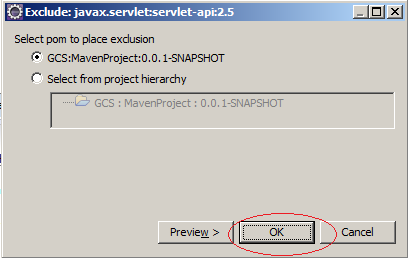 Exclude: javax.servlet:servlet-api:2.5
Select pom to place exclusion
GCS:MavenProject:0.0.1-SNAPSHOT
Select from project hierarchy
GCS : MavenProject : 0.0.1-SNAPSHOT
Preview >
OK
Cancel